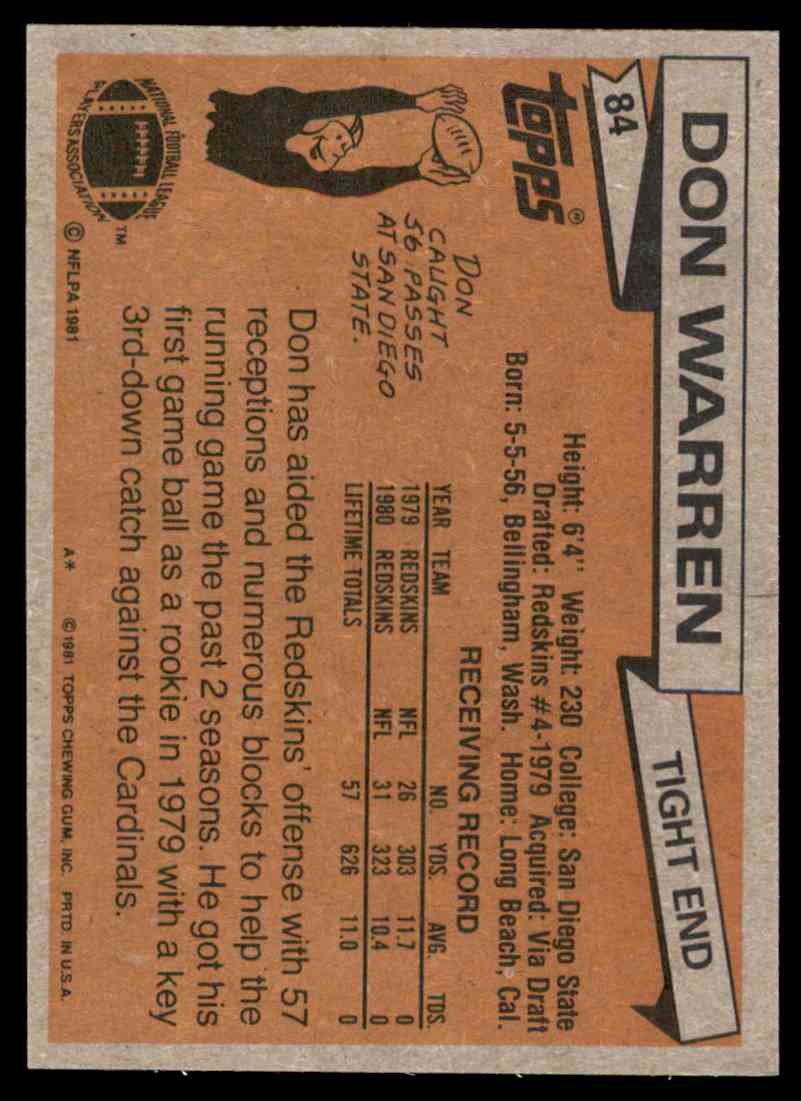 84
DON WARREN
TIGHT END
topps®
Height: 6'4" Weight: 230 College: San Diego State
Drafted: Redskins #4-1979 Acquired: Via Draft
Born: 5-5-56, Bellingham, Wash. Home: Long Beach, Cal.
RECEIVING RECORD
YEAR TEAM NO. YDS. AVG. TDS.
1979 REDSKINS NFL 26 303 11.7 0
1980 REDSKINS NFL 31 323 10.4 0
LIFETIME TOTALS 57 626 11.0 0
DON
CAUGHT
56 PASSES
AT SAN DIEGO
STATE.
Don has aided the Redskins' offense with 57
receptions and numerous blocks to help the
running game the past 2 seasons. He got his
first game ball as a rookie in 1979 with a key
3rd-down catch against the Cardinals.
NATIONAL FOOTBALL LEAGUE
PLAYERS ASSOCIATION
TM
© NFLPA 1981
A* © 1981 TOPPS CHEWING GUM, INC. PRTD. IN U.S.A.